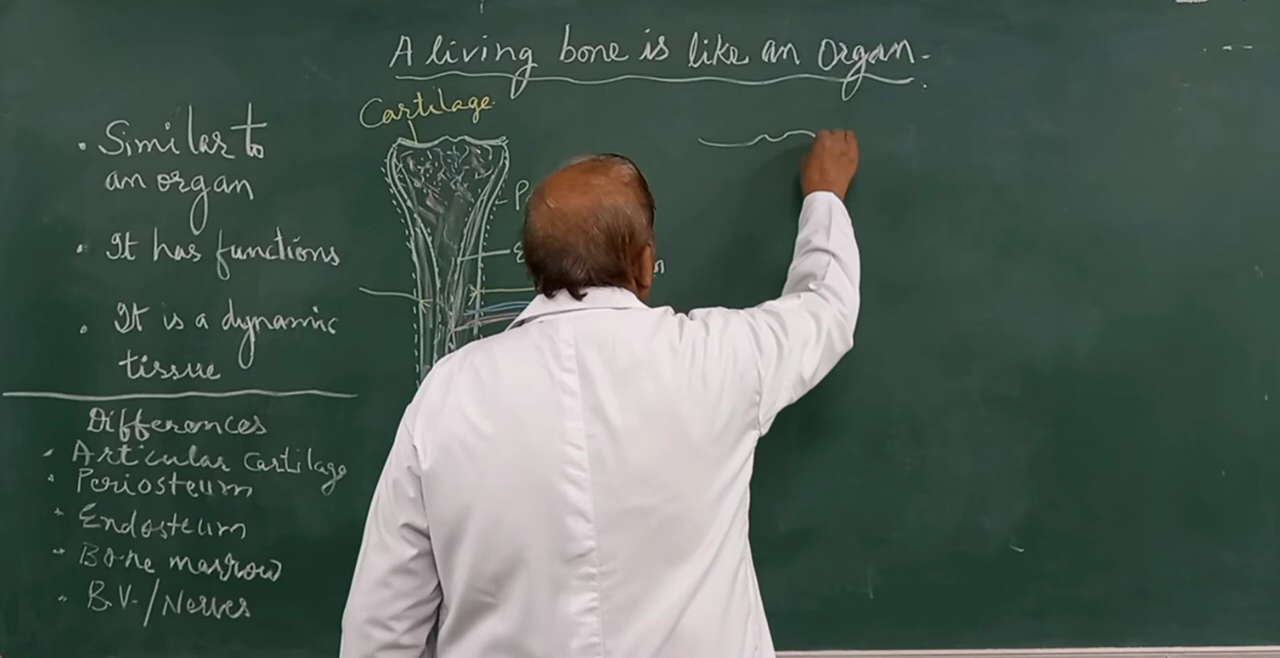 A living bone is like an Organ.
Cartilage
• Similar to
an organ
• It has functions
• It is a dynamic
tissue
Differences
• Articular Cartilage
• Periosteum
• Endosteum
• Bone marrow
• B.V./Nerves